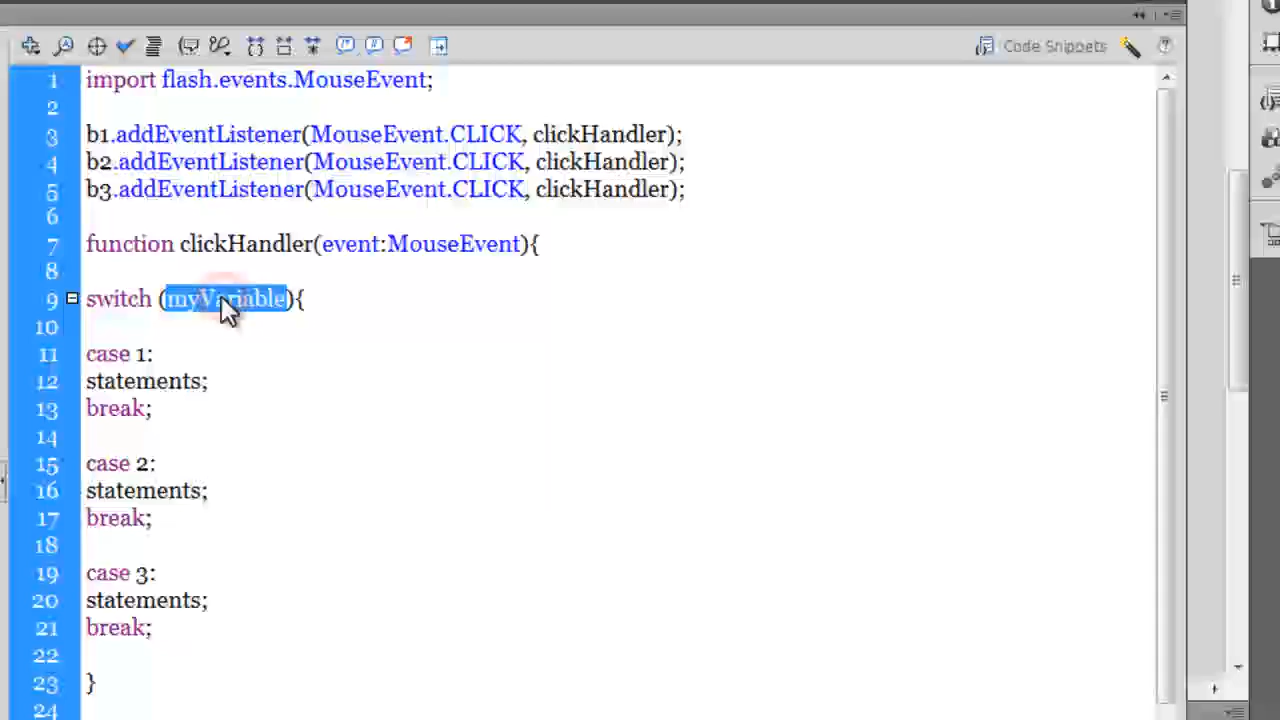 Code Snippets
1 import flash.events.MouseEvent;
2
3 b1.addEventListener(MouseEvent.CLICK, clickHandler);
4 b2.addEventListener(MouseEvent.CLICK, clickHandler);
5 b3.addEventListener(MouseEvent.CLICK, clickHandler);
6
7 function clickHandler(event:MouseEvent){
8
9 switch (myVariable){
10
11 case 1:
12 statements;
13 break;
14
15 case 2:
16 statements;
17 break;
18
19 case 3:
20 statements;
21 break;
22
23 }
24